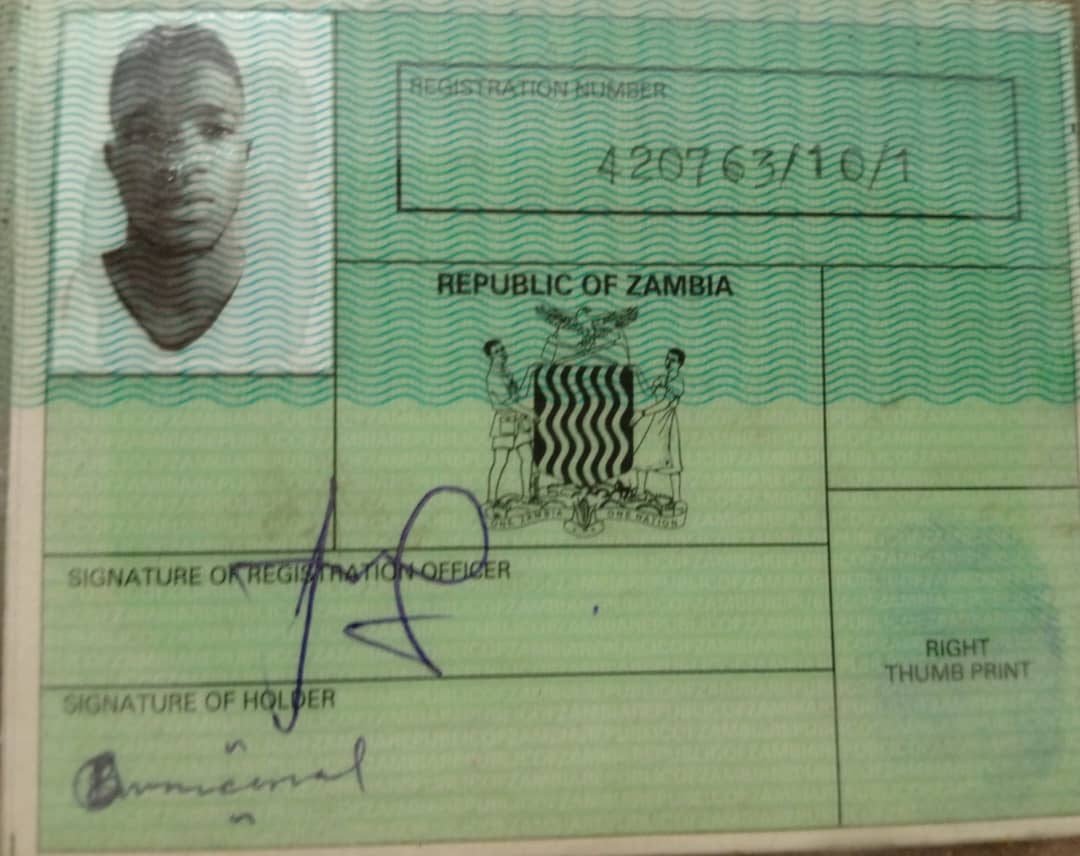 REGISTRATION NUMBER
420763/10/1
REPUBLIC OF ZAMBIA
ONE ZAMBIA ONE NATION
SIGNATURE OF REGISTRATION OFFICER
SIGNATURE OF HOLDER
RIGHT
THUMB PRINT